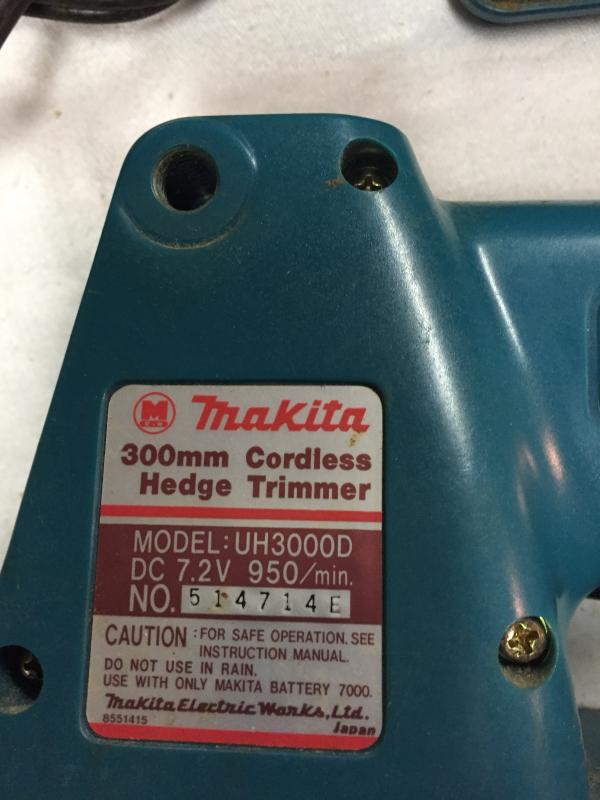 M
Makita
300mm Cordless
Hedge Trimmer
MODEL: UH3000D
DC 7.2V 950/min.
NO. 514714E
CAUTION : FOR SAFE OPERATION. SEE
INSTRUCTION MANUAL.
DO NOT USE IN RAIN.
USE WITH ONLY MAKITA BATTERY 7000.
Makita Electric Works, Ltd.
8551415
Japan